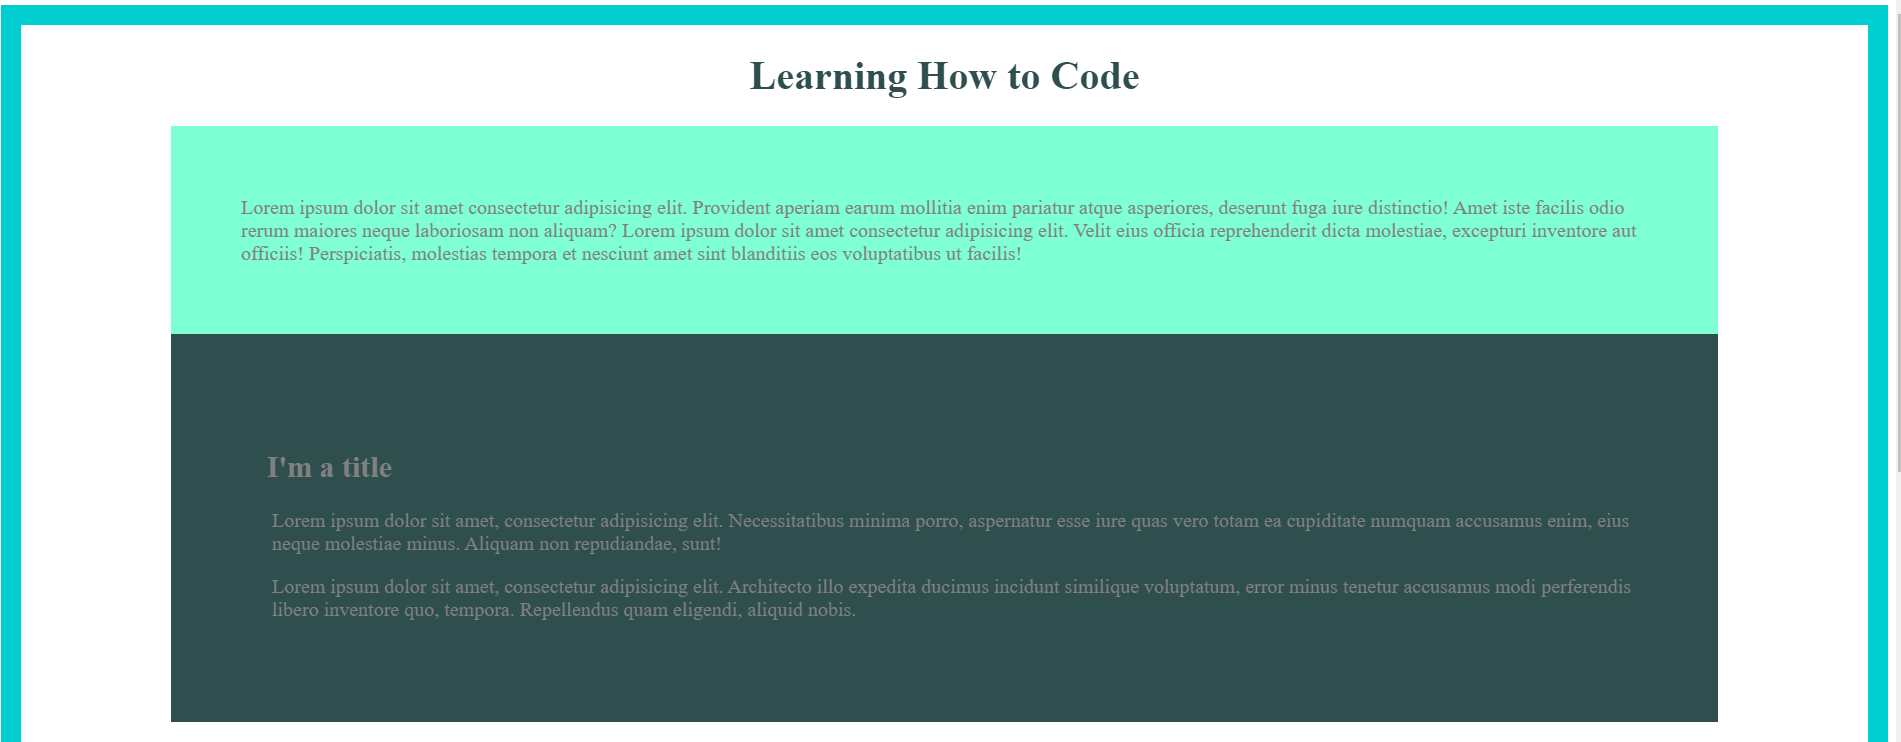 Learning How to Code
Lorem ipsum dolor sit amet consectetur adipisicing elit. Provident aperiam earum mollitia enim pariatur atque asperiores, deserunt fuga iure distinctio! Amet iste facilis odio
rerum maiores neque laboriosam non aliquam? Lorem ipsum dolor sit amet consectetur adipisicing elit. Velit eius officia reprehenderit dicta molestiae, excepturi inventore aut
officiis! Perspiciatis, molestias tempora et nesciunt amet sint blanditiis eos voluptatibus ut facilis!
I'm a title
Lorem ipsum dolor sit amet, consectetur adipisicing elit. Necessitatibus minima porro, aspernatur esse iure quas vero totam ea cupiditate numquam accusamus enim, eius
neque molestiae minus. Aliquam non repudiandae, sunt!
Lorem ipsum dolor sit amet, consectetur adipisicing elit. Architecto illo expedita ducimus incidunt similique voluptatum, error minus tenetur accusamus modi perferendis
libero inventore quo, tempora. Repellendus quam eligendi, aliquid nobis.